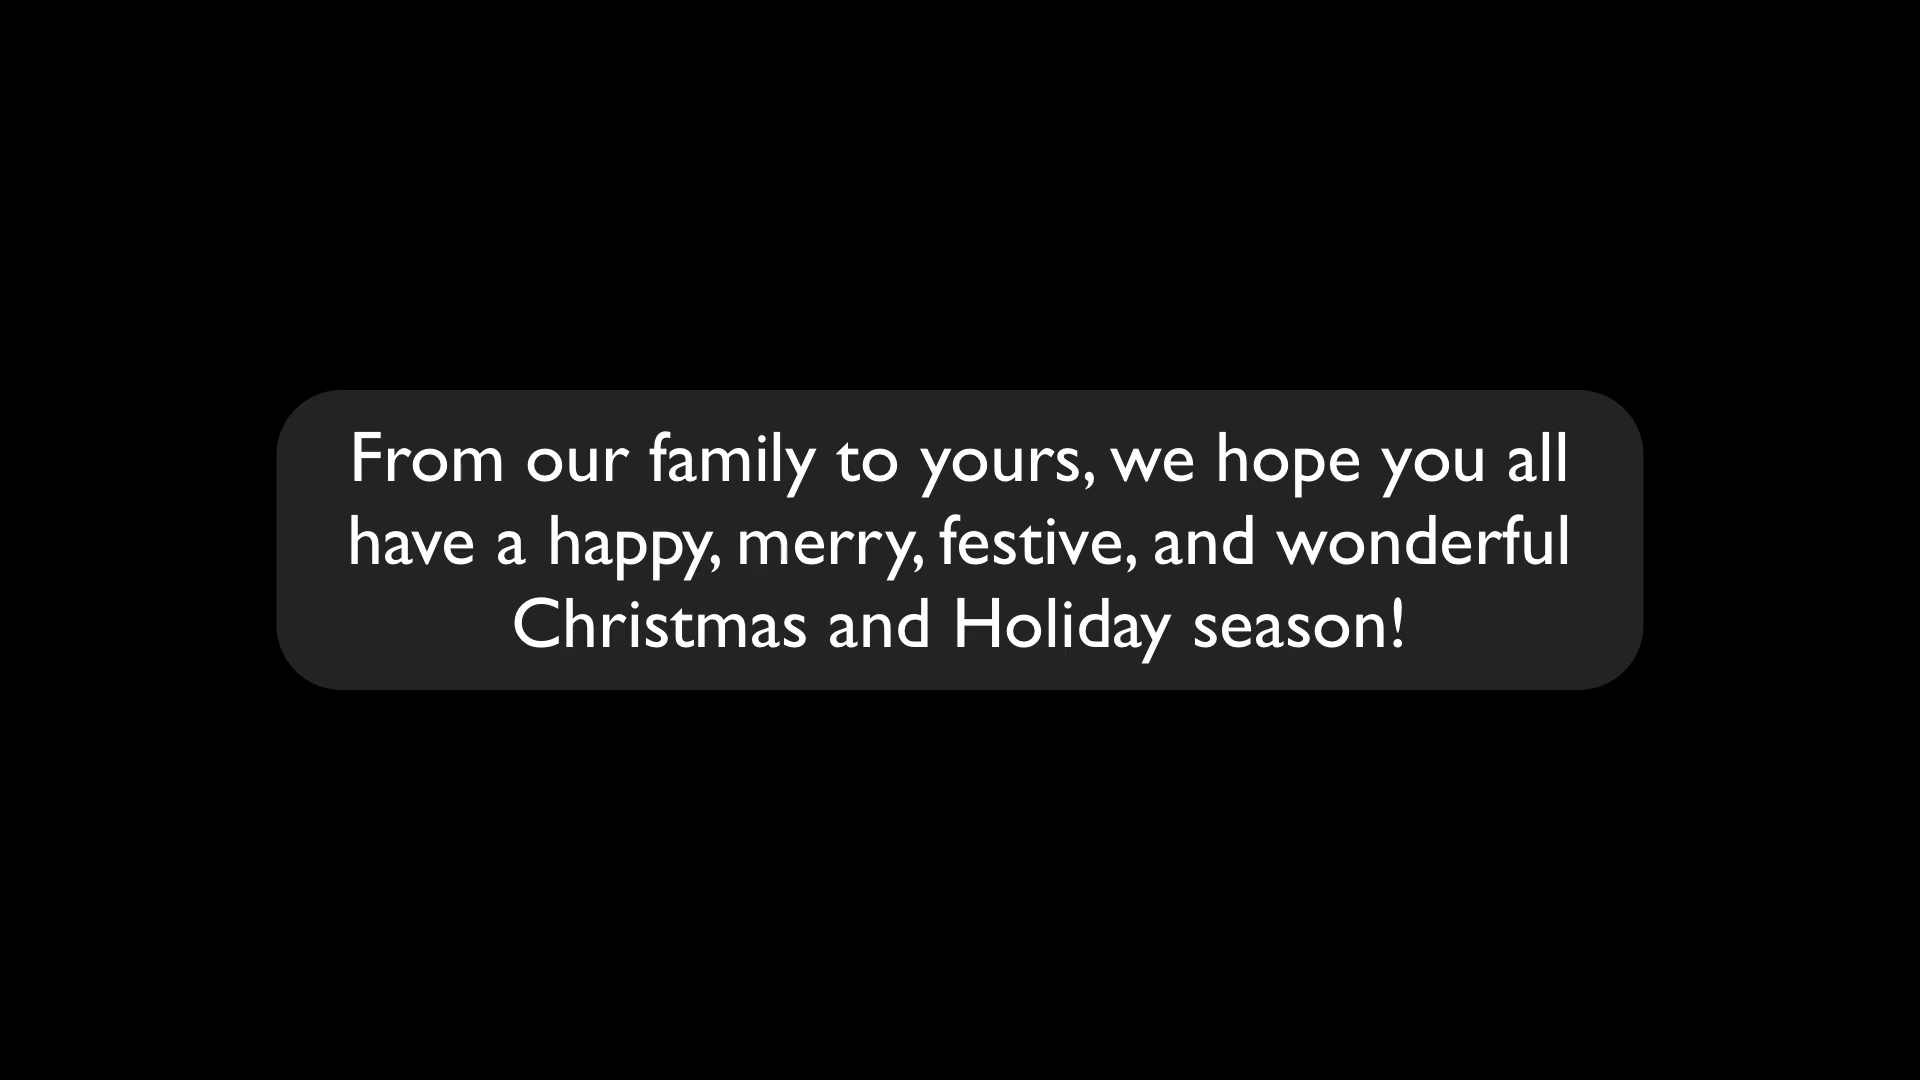 From our family to yours, we hope you all
have a happy, merry, festive, and wonderful
Christmas and Holiday season!